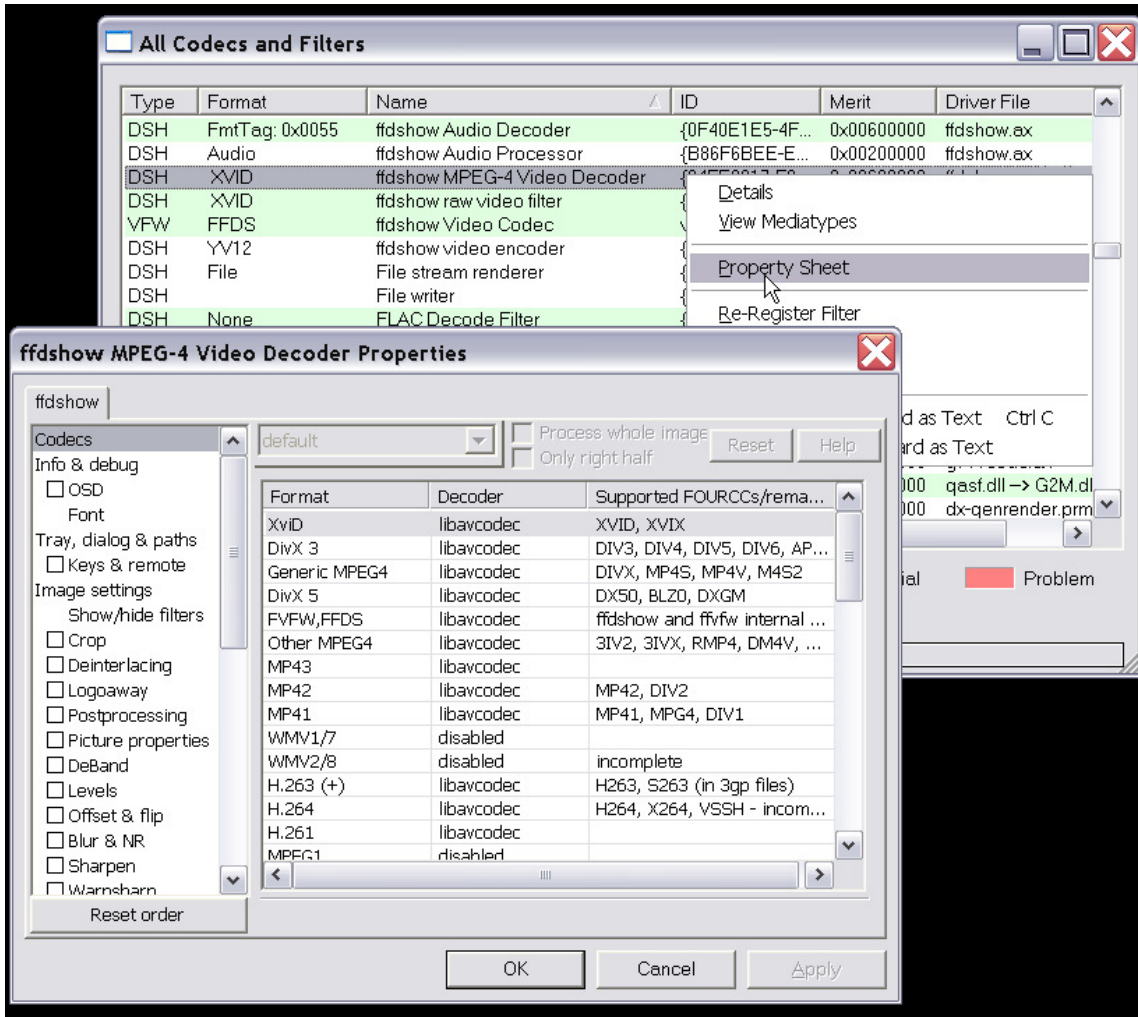 All Codecs and Filters
Type Format Name ID Merit Driver File
DSH FmtTag: 0x0055 ffdshow Audio Decoder {0F40E1E5-4F... 0x00600000 ffdshow.ax
DSH Audio ffdshow Audio Processor {B86F6BEE-E... 0x00200000 ffdshow.ax
DSH XVID ffdshow MPEG-4 Video Decoder
DSH XVID ffdshow raw video filter
VFW FFDS ffdshow Video Codec
DSH YV12 ffdshow video encoder
DSH File File stream renderer
DSH File writer
DSH None FLAC Decode Filter
Details
View Mediatypes
Property Sheet
Re-Register Filter
d as Text Ctrl C
ard as Text
000 qasf.dll --> G2M.dl
000 dx-genrender.prm
ial Problem
ffdshow MPEG-4 Video Decoder Properties
ffdshow
Codecs
Info & debug
OSD
Font
Tray, dialog & paths
Keys & remote
Image settings
Show/hide filters
Crop
Deinterlacing
Logoaway
Postprocessing
Picture properties
DeBand
Levels
Offset & flip
Blur & NR
Sharpen
Warpsharp
Reset order
default
Process whole image
Only right half
Reset
Help
Format Decoder Supported FOURCCs/rema...
XviD libavcodec XVID, XVIX
DivX 3 libavcodec DIV3, DIV4, DIV5, DIV6, AP...
Generic MPEG4 libavcodec DIVX, MP4S, MP4V, M4S2
DivX 5 libavcodec DX50, BLZ0, DXGM
FVFW,FFDS libavcodec ffdshow and ffvfw internal ...
Other MPEG4 libavcodec 3IV2, 3IVX, RMP4, DM4V, ...
MP43 libavcodec
MP42 libavcodec MP42, DIV2
MP41 libavcodec MP41, MPG4, DIV1
WMV1/7 disabled
WMV2/8 disabled incomplete
H.263 (+) libavcodec H263, S263 (in 3gp files)
H.264 libavcodec H264, X264, VSSH - incom...
H.261 libavcodec
MPEG1 disabled
OK
Cancel
Apply